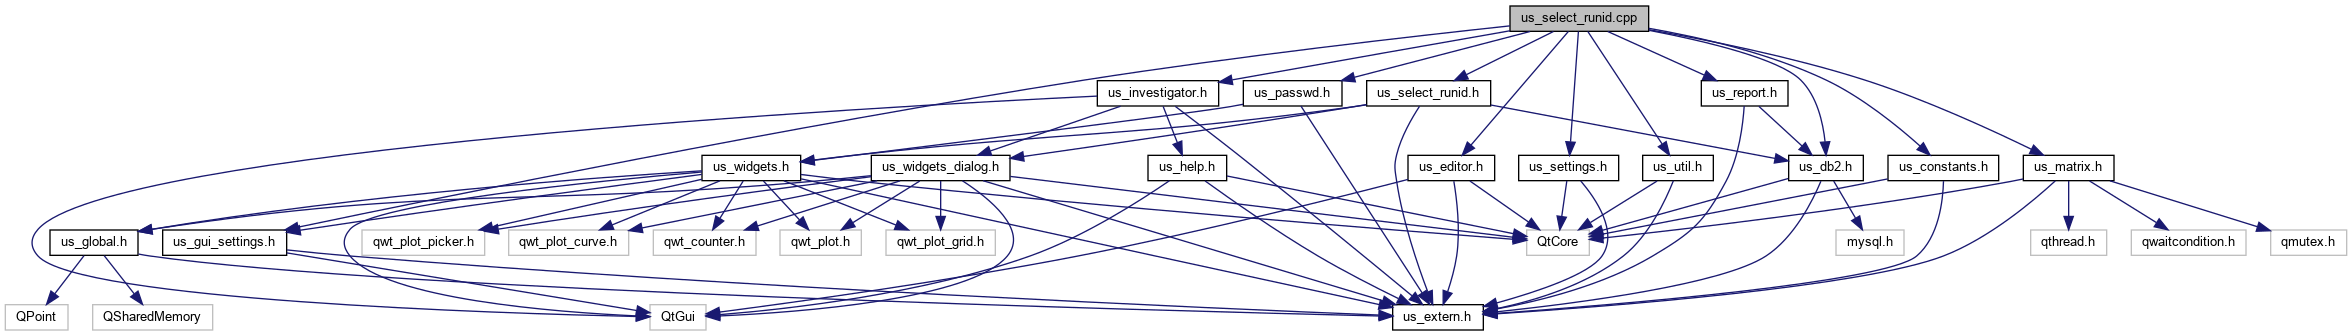 us_select_runid.cpp
us_investigator.h
us_passwd.h
us_select_runid.h
us_report.h
us_widgets.h
us_widgets_dialog.h
us_help.h
us_editor.h
us_settings.h
us_util.h
us_db2.h
us_constants.h
us_matrix.h
us_global.h
us_gui_settings.h
qwt_plot_picker.h
qwt_plot_curve.h
qwt_counter.h
qwt_plot.h
qwt_plot_grid.h
QtCore
mysql.h
qthread.h
qwaitcondition.h
qmutex.h
QPoint
QSharedMemory
QtGui
us_extern.h